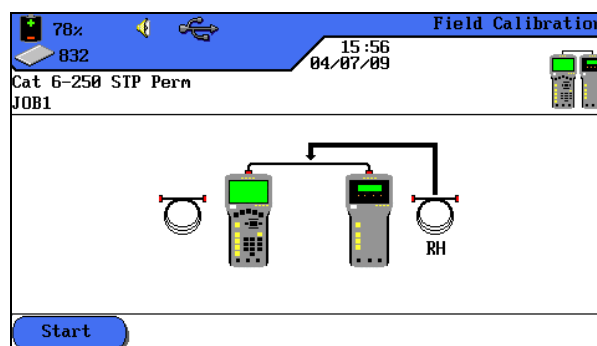 78% Field Calibration
832 15:56
04/07/09
Cat 6-250 STP Perm
JOB1
RH
Start